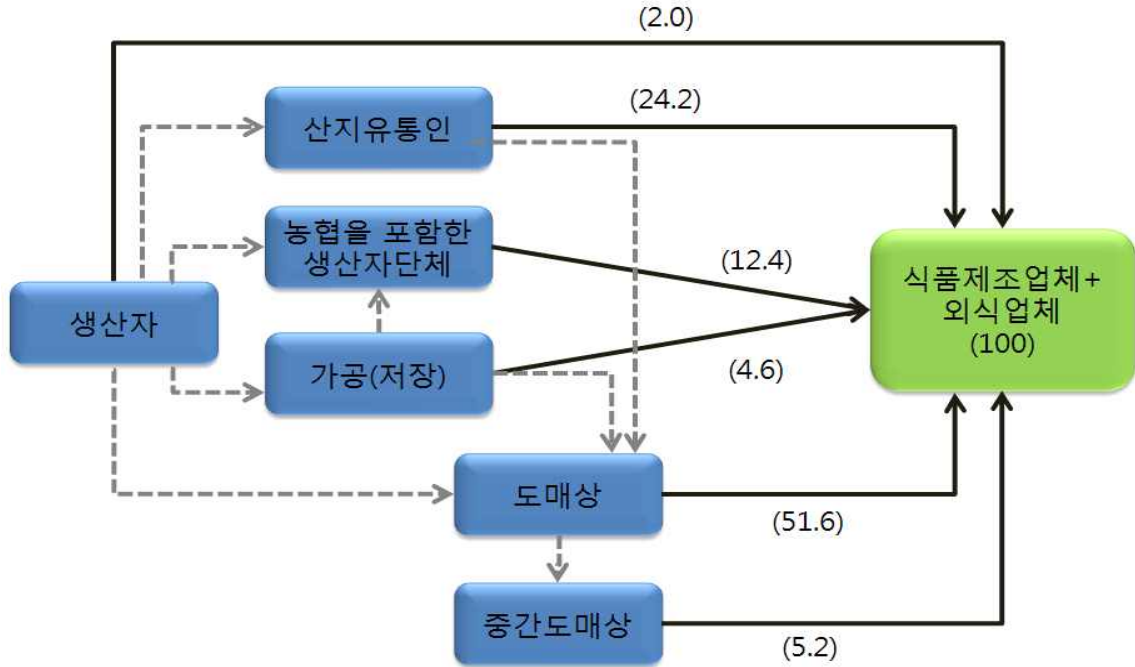 (2.0)
산지유통인
(24.2)
농협을 포함한
생산자단체
(12.4)
식품제조업체+
외식업체
(100)
생산자
가공(저장)
(4.6)
도매상
(51.6)
중간도매상
(5.2)